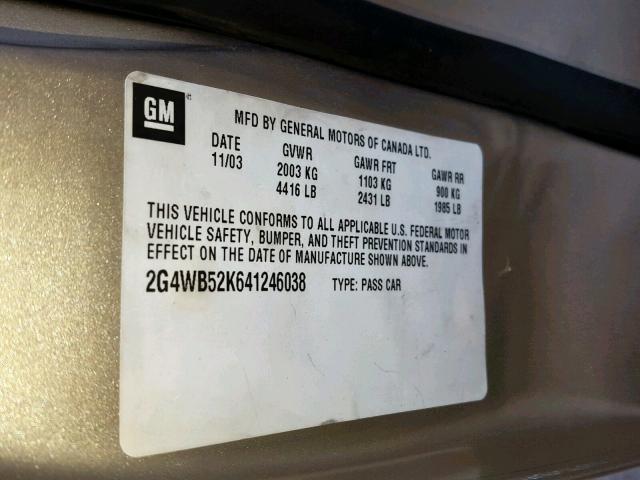 GM
MFD BY GENERAL MOTORS OF CANADA LTD.
DATE GVWR GAWR FRT GAWR RR
11/03 2003 KG 1103 KG 900 KG
4416 LB 2431 LB 1985 LB
THIS VEHICLE CONFORMS TO ALL APPLICABLE U.S. FEDERAL MOTOR
VEHICLE SAFETY, BUMPER, AND THEFT PREVENTION STANDARDS IN
EFFECT ON THE DATE OF MANUFACTURE SHOWN ABOVE.
2G4WB52K641246038 TYPE: PASS CAR